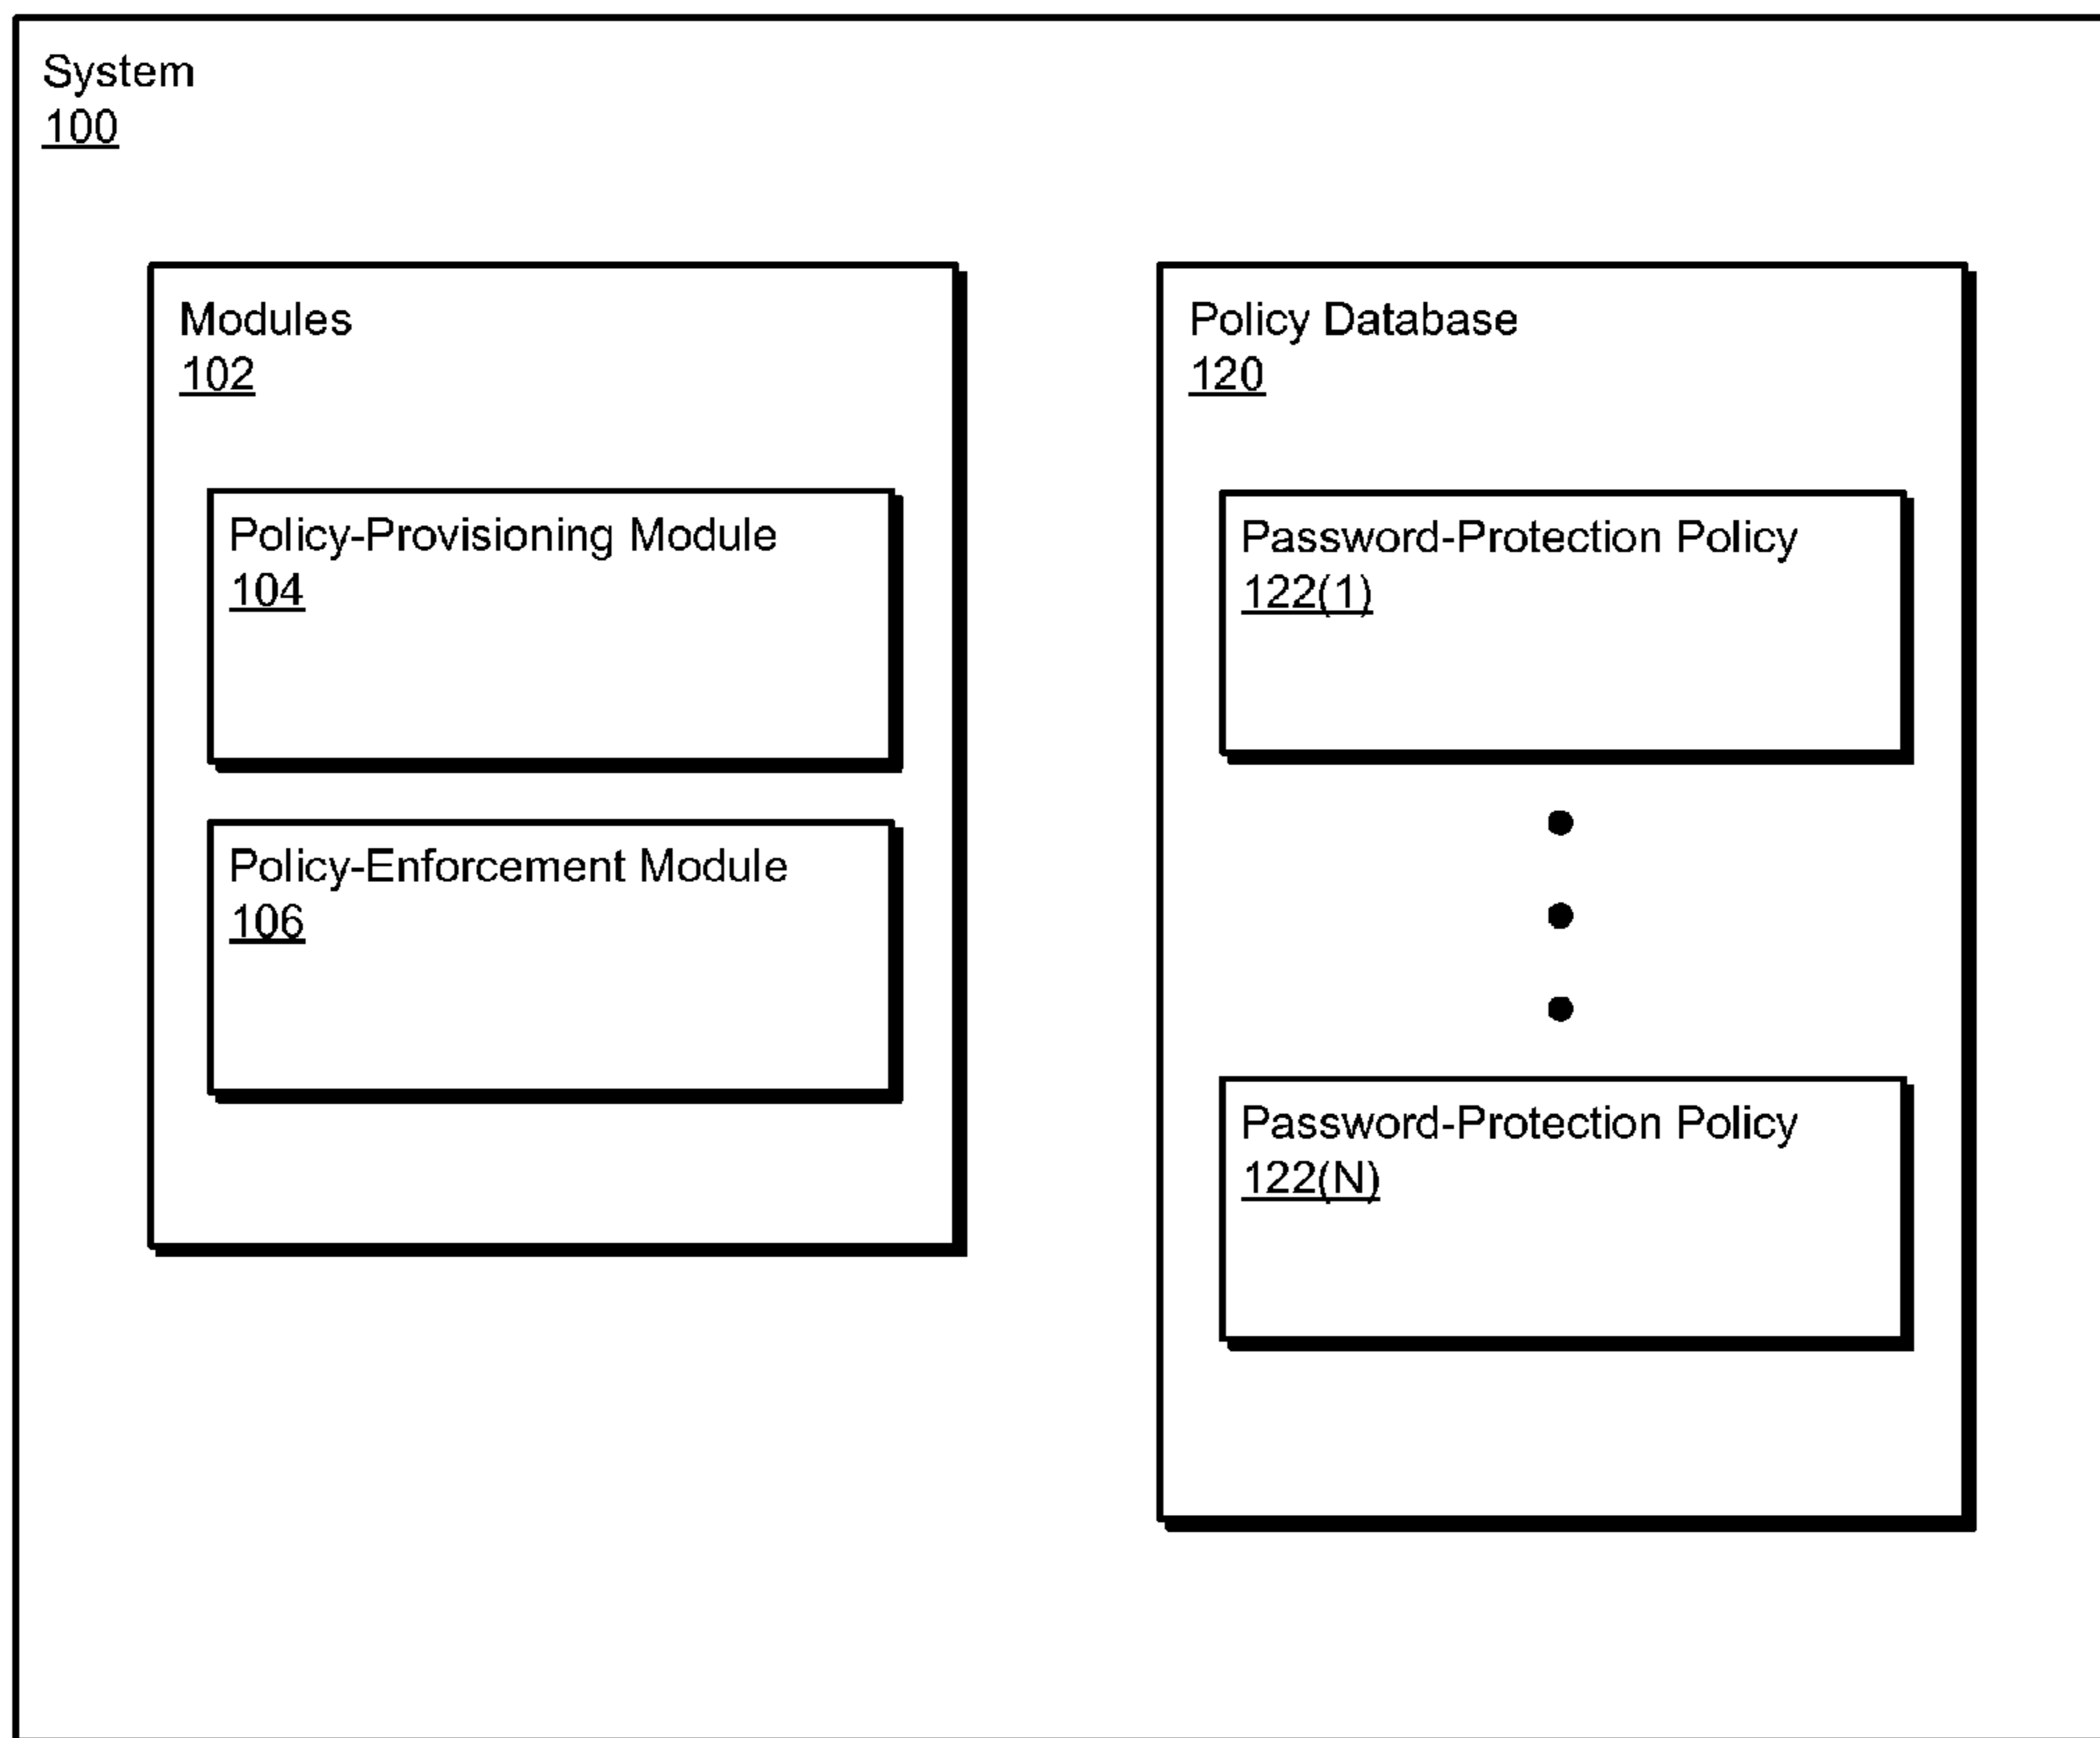 System
100
Modules
102
Policy-Provisioning Module
104
Policy-Enforcement Module
106
Policy Database
120
Password-Protection Policy
122(1)
Password-Protection Policy
122(N)